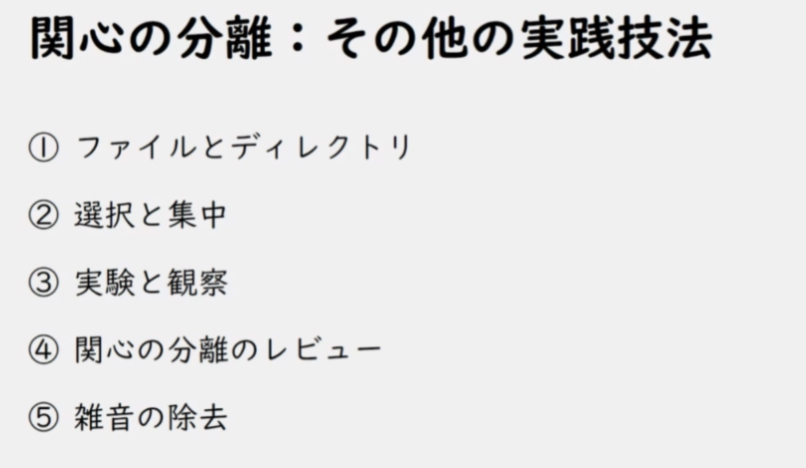 関心の分離：その他の実践技法
① ファイルとディレクトリ
② 選択と集中
③ 実験と観察
④ 関心の分離のレビュー
⑤ 雑音の除去